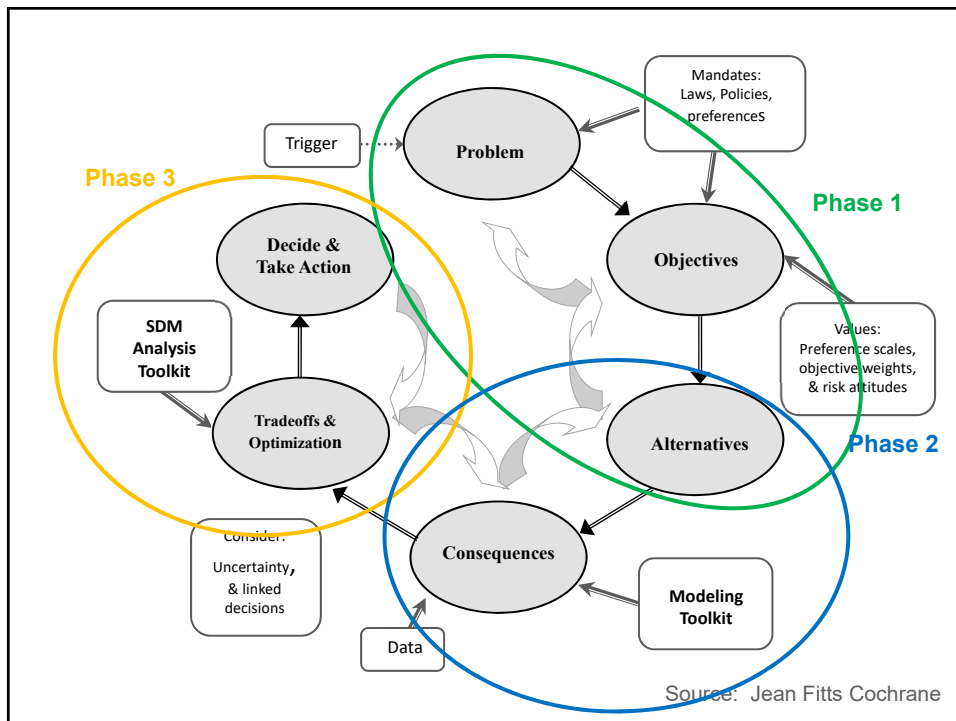 Mandates:
Laws, Policies,
preferences
Trigger
Problem
Phase 3
Phase 1
Decide &
Take Action
Objectives
SDM
Analysis
Toolkit
Values:
Preference scales,
objective weights,
& risk attitudes
Tradeoffs &
Optimization
Alternatives
Phase 2
Consider:
Uncertainty,
& linked
decisions
Consequences
Modeling
Toolkit
Data
Source: Jean Fitts Cochrane